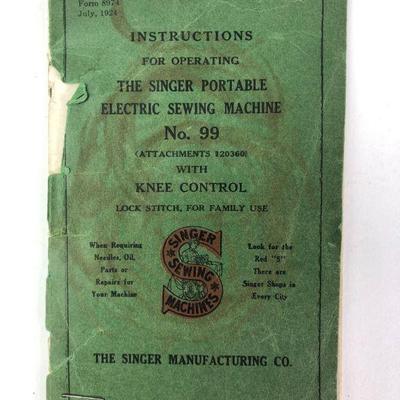 Form 8974
July, 1924
INSTRUCTIONS
FOR OPERATING
THE SINGER PORTABLE
ELECTRIC SEWING MACHINE
No. 99
(ATTACHMENTS 120360)
WITH
KNEE CONTROL
LOCK STITCH, FOR FAMILY USE
When Requiring
Needles, Oil,
Parts or
Repairs for
Your Machine
SINGER
SEWING
MACHINES
Look for the
Red "S"
There are
Singer Shops in
Every City
THE SINGER MANUFACTURING CO.